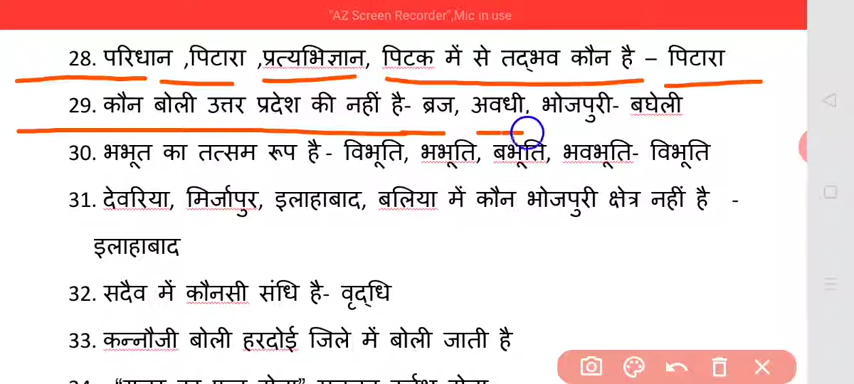 "AZ Screen Recorder",Mic in use
28. परिधान ,पिटारा ,प्रत्यभिज्ञान, पिटक में से तद्भव कौन है – पिटारा
29. कौन बोली उत्तर प्रदेश की नहीं है- ब्रज, अवधी, भोजपुरी- बघेली
30. भभूत का तत्सम रूप है - विभूति, भभूति, बभूति, भवभूति- विभूति
31. देवरिया, मिर्जापुर, इलाहाबाद, बलिया में कौन भोजपुरी क्षेत्र नहीं है -
इलाहाबाद
32. सदैव में कौनसी संधि है- वृद्धि
33. कन्नौजी बोली हरदोई जिले में बोली जाती है